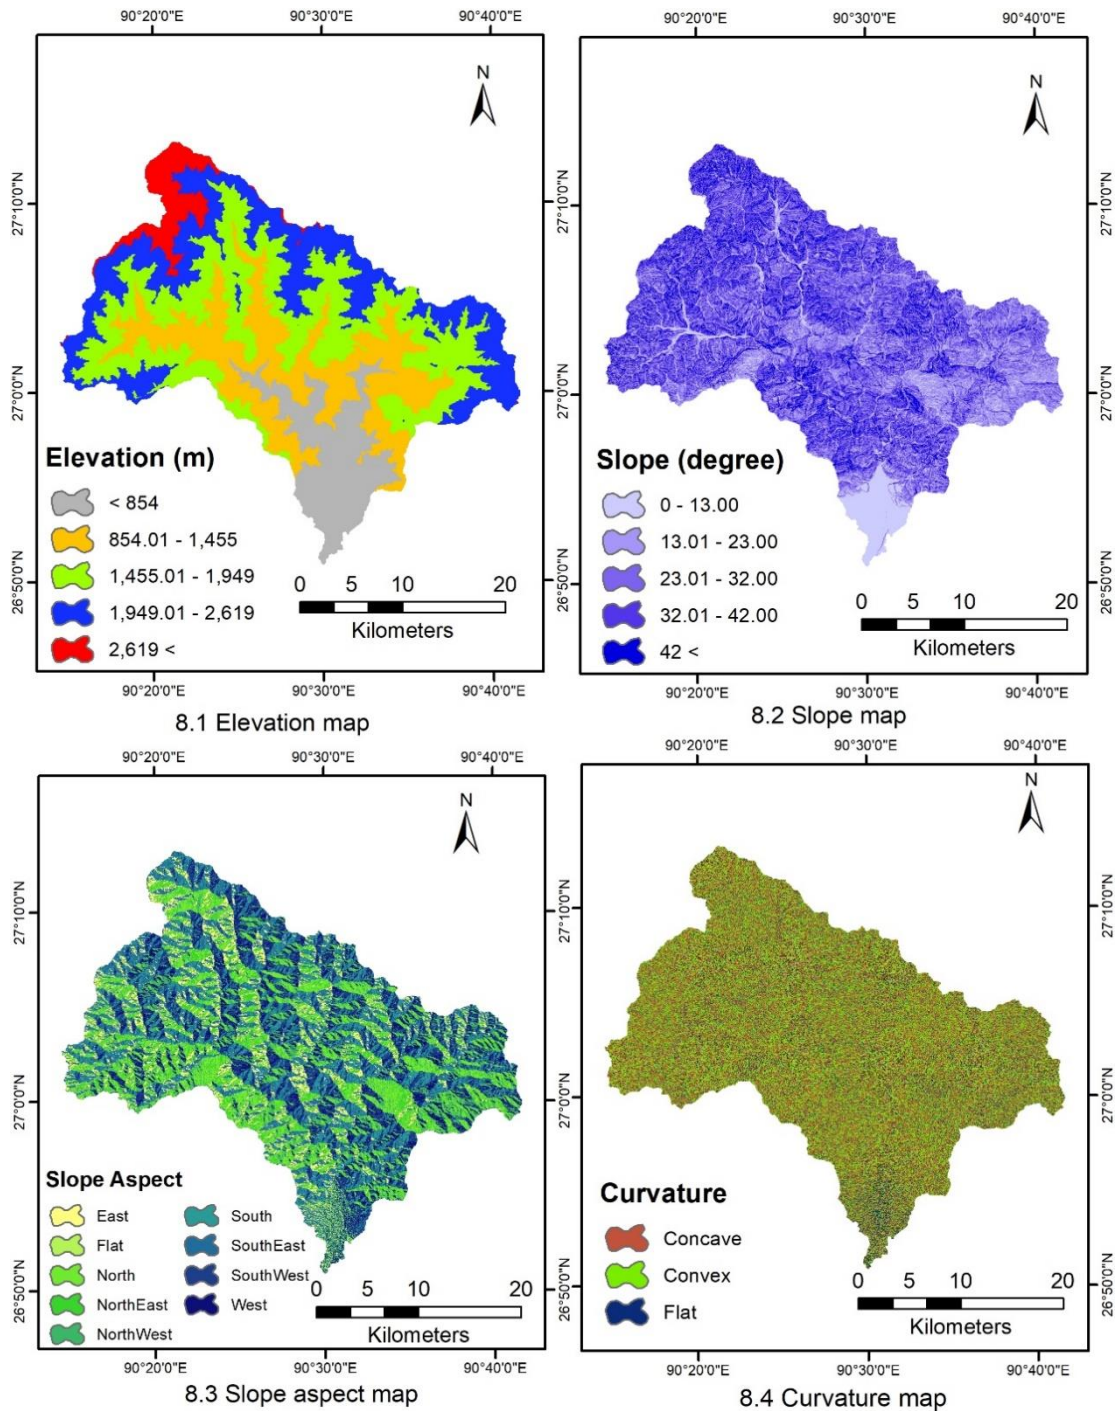 90°20'0"E 90°30'0"E 90°40'0"E
N
27°10'0"N
27°0'0"N
26°50'0"N
Elevation (m)
< 854
854.01 - 1,455
1,455.01 - 1,949
1,949.01 - 2,619
2,619 <
0 5 10 20
Kilometers
90°20'0"E 90°30'0"E 90°40'0"E
8.1 Elevation map
90°20'0"E 90°30'0"E 90°40'0"E
N
27°10'0"N 27°10'0"N
27°0'0"N 27°0'0"N
26°50'0"N 26°50'0"N
Slope (degree)
0 - 13.00
13.01 - 23.00
23.01 - 32.00
32.01 - 42.00
42 <
0 5 10 20
Kilometers
90°20'0"E 90°30'0"E 90°40'0"E
8.2 Slope map
90°20'0"E 90°30'0"E 90°40'0"E
N
27°10'0"N
27°0'0"N
26°50'0"N
Slope Aspect
East
Flat
North
NorthEast
NorthWest
South
SouthEast
SouthWest
West
0 5 10 20
Kilometers
90°20'0"E 90°30'0"E 90°40'0"E
8.3 Slope aspect map
90°20'0"E 90°30'0"E 90°40'0"E
N
27°10'0"N 27°10'0"N
27°0'0"N 27°0'0"N
26°50'0"N 26°50'0"N
Curvature
Concave
Convex
Flat
0 5 10 20
Kilometers
90°20'0"E 90°30'0"E 90°40'0"E
8.4 Curvature map